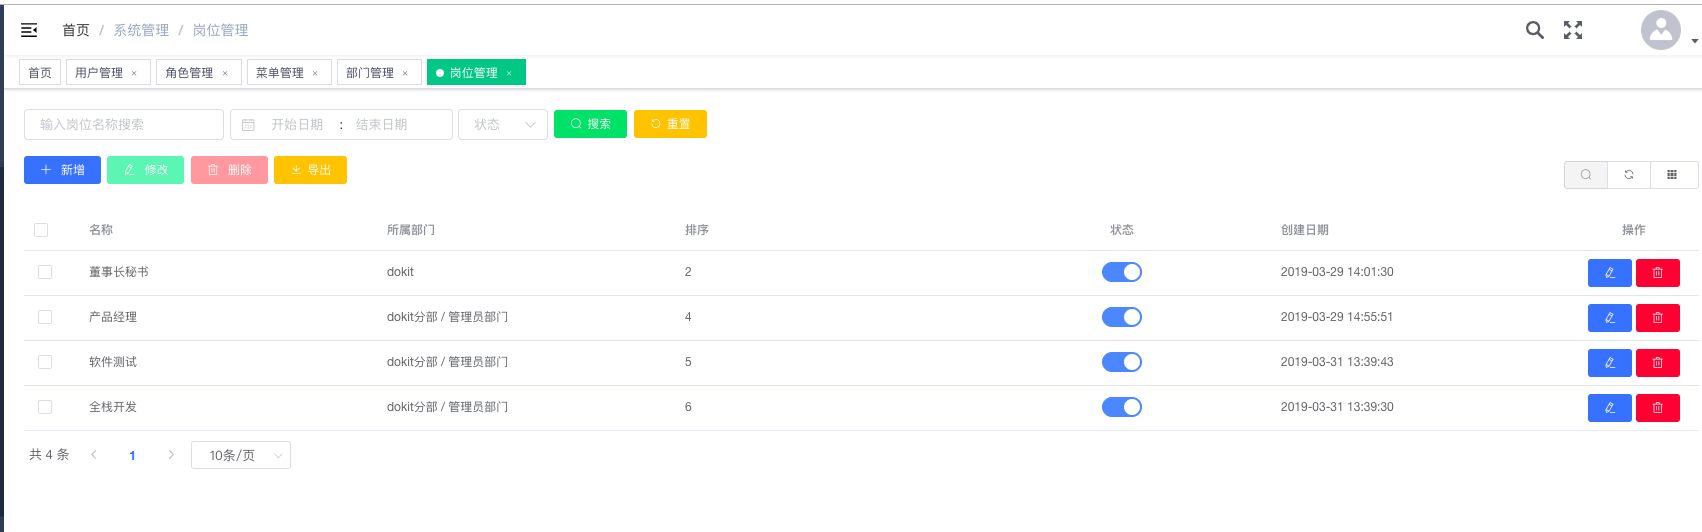 首页 / 系统管理 / 岗位管理
首页 用户管理 × 角色管理 × 菜单管理 × 部门管理 × 岗位管理 ×
输入岗位名称搜索 开始日期 : 结束日期 状态 搜索 重置
新增 修改 删除 导出
名称 所属部门 排序 状态 创建日期 操作
董事长秘书 dokit 2 2019-03-29 14:01:30
产品经理 dokit分部 / 管理员部门 4 2019-03-29 14:55:51
软件测试 dokit分部 / 管理员部门 5 2019-03-31 13:39:43
全栈开发 dokit分部 / 管理员部门 6 2019-03-31 13:39:30
共 4 条 1 10条/页